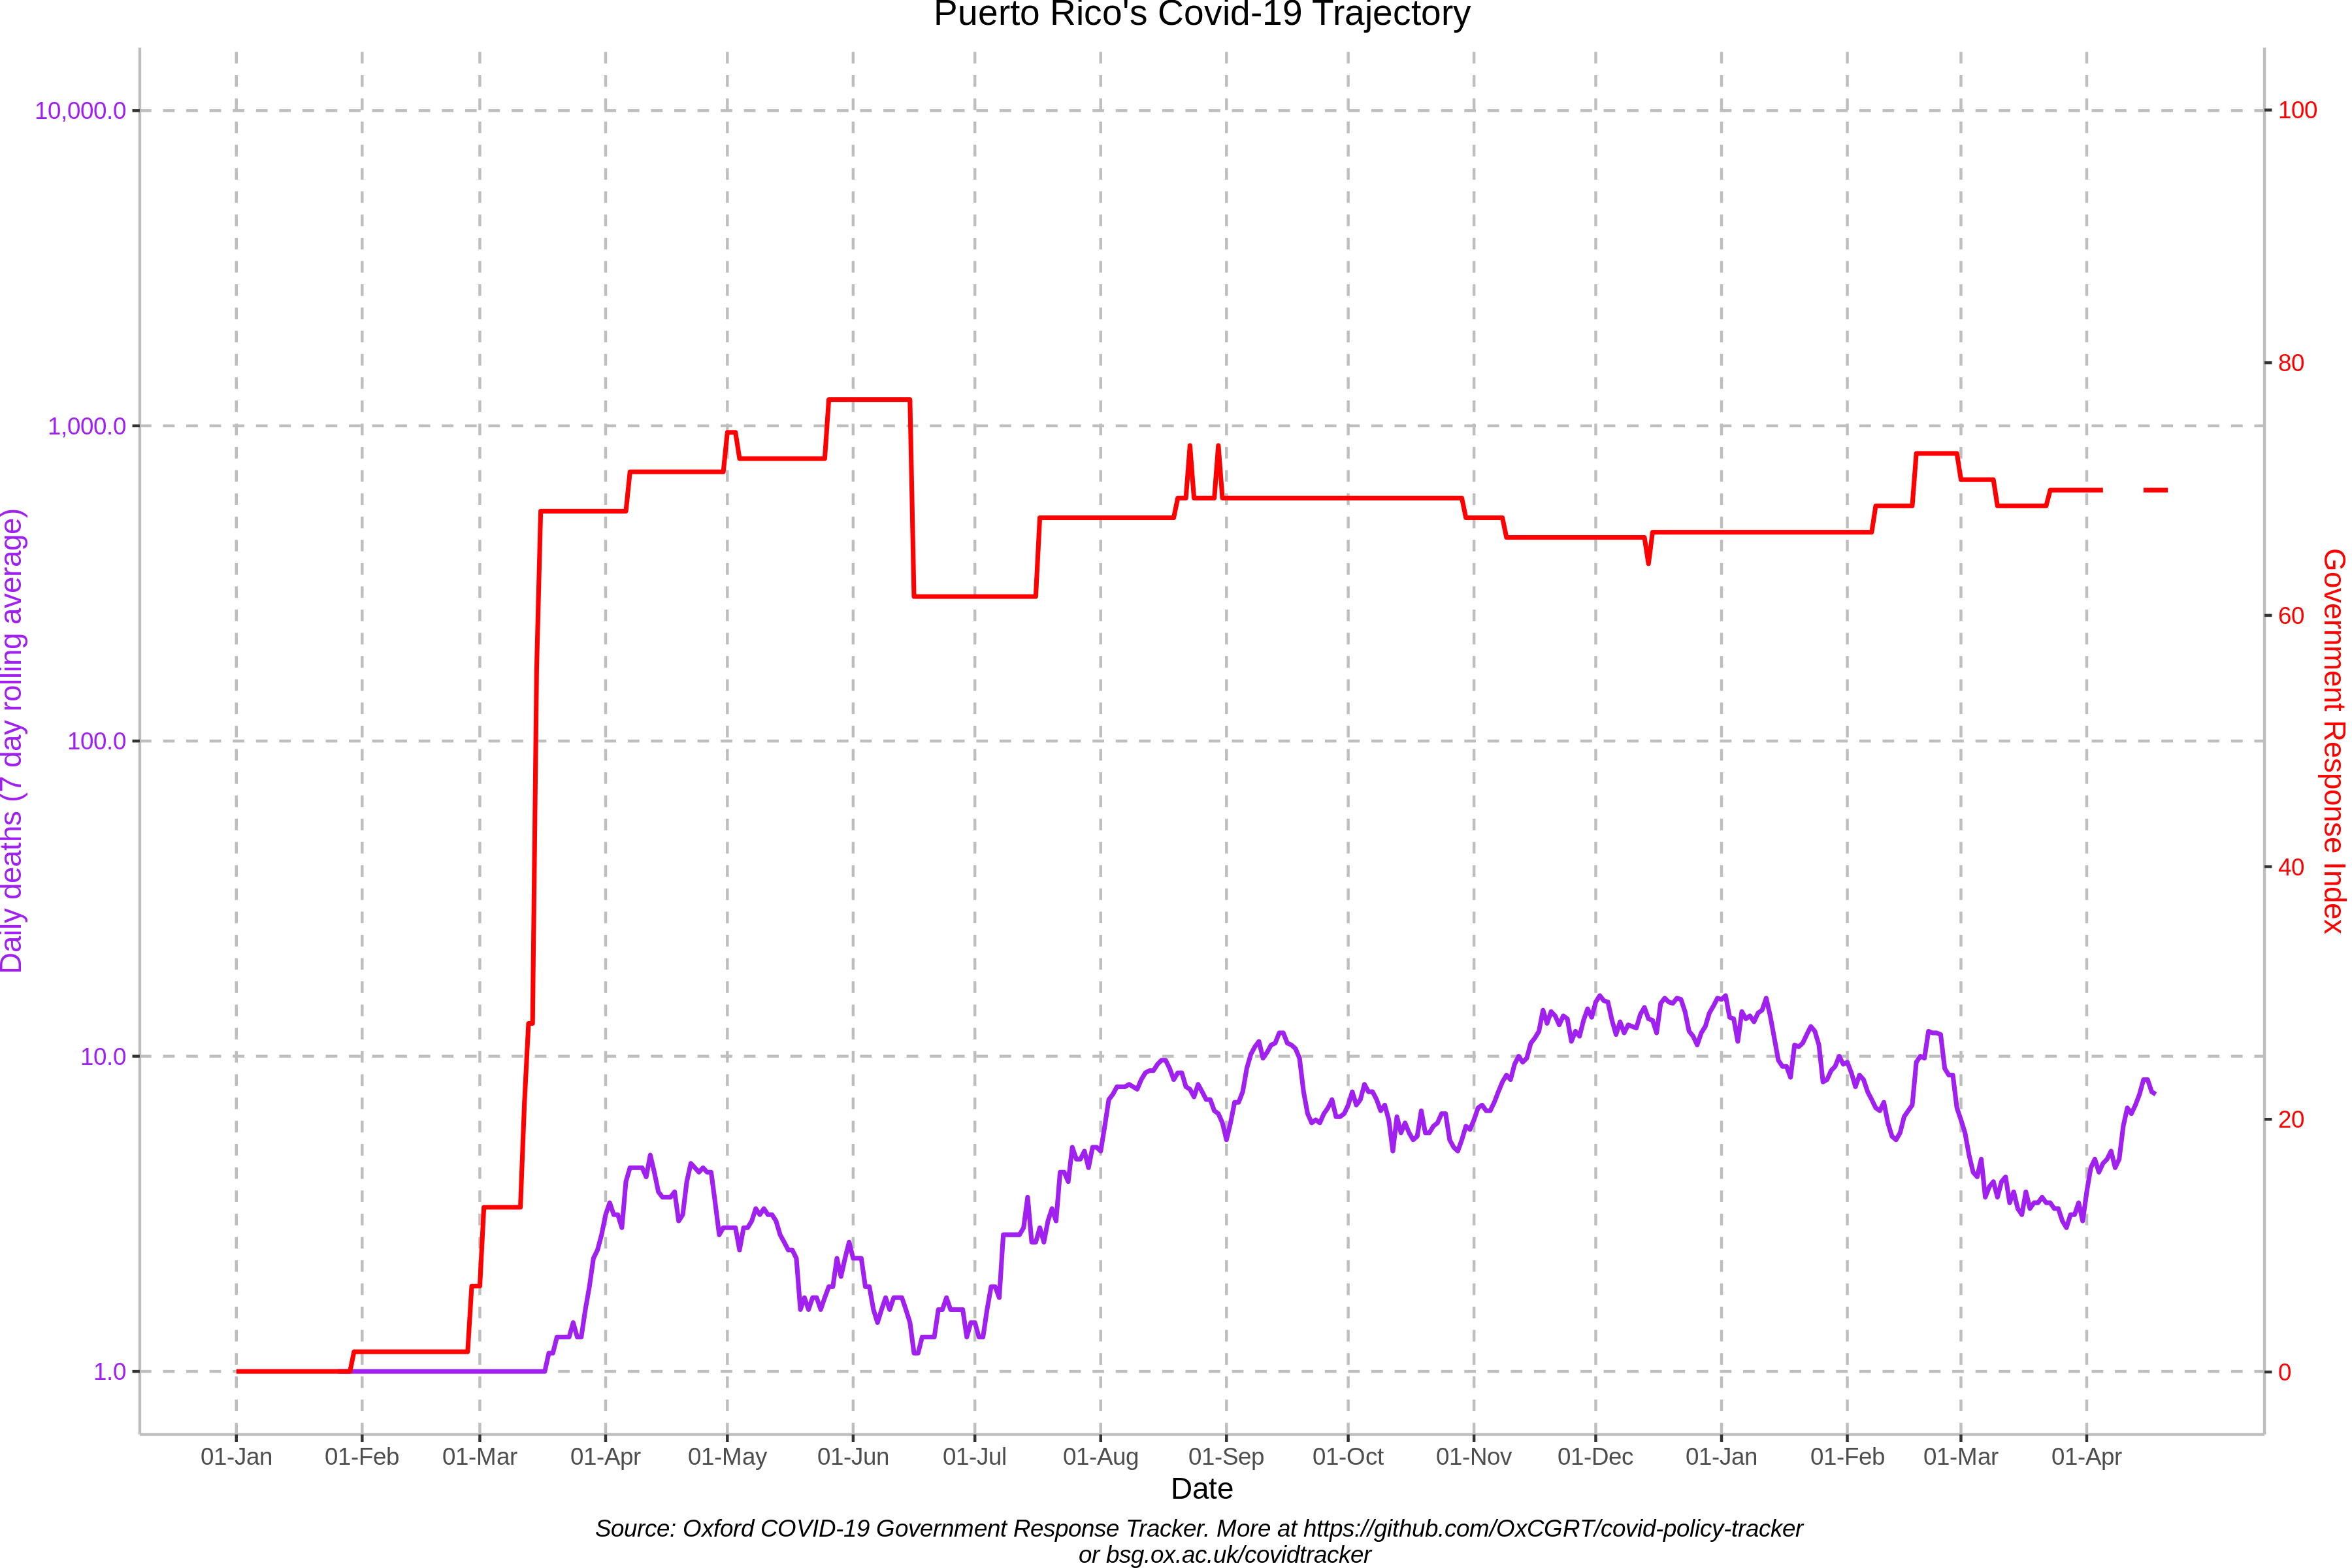 Puerto Rico's Covid-19 Trajectory
10,000.0
1,000.0
100.0
10.0
1.0
Daily deaths (7 day rolling average)
100
80
60
40
20
0
Government Response Index
01-Jan 01-Feb 01-Mar 01-Apr 01-May 01-Jun 01-Jul 01-Aug 01-Sep 01-Oct 01-Nov 01-Dec 01-Jan 01-Feb 01-Mar 01-Apr
Date
Source: Oxford COVID-19 Government Response Tracker. More at https://github.com/OxCGRT/covid-policy-tracker
or bsg.ox.ac.uk/covidtracker